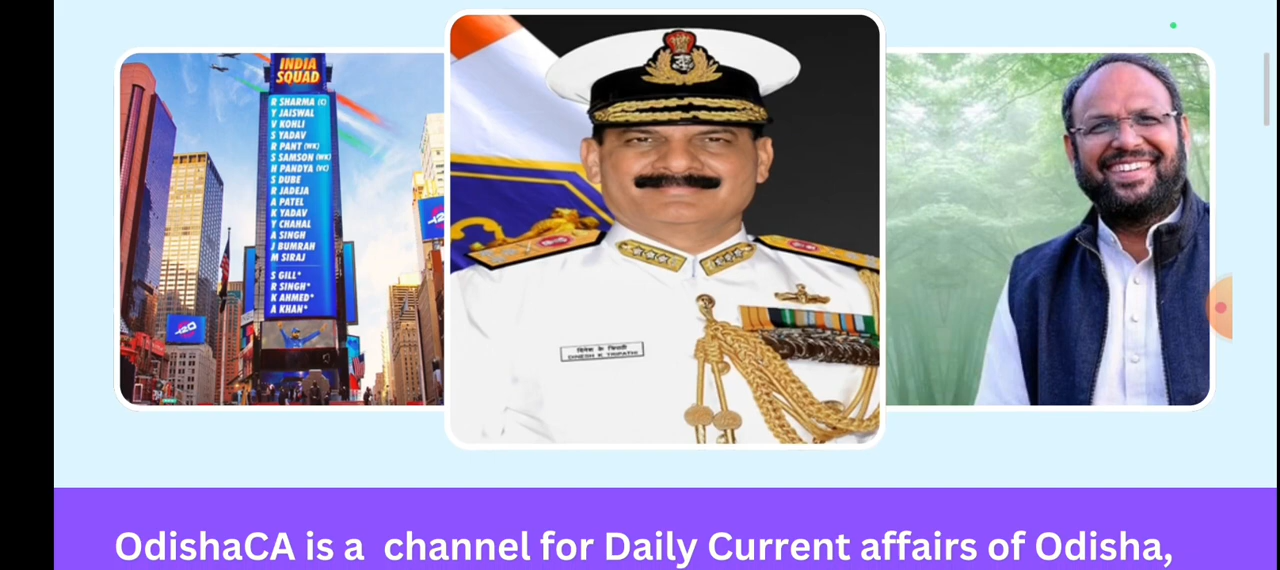 INDIA
SQUAD
R SHARMA (C)
Y JAISWAL
V KOHLI
S YADAV
R PANT (WK)
S SAMSON (WK)
H PANDYA (VC)
S DUBE
R JADEJA
A PATEL
K YADAV
Y CHAHAL
A SINGH
J BUMRAH
M SIRAJ
S GILL*
R SINGH*
K AHMED*
A KHAN*
दिनेश के त्रिपाठी
DINESH K TRIPATHI
OdishaCA is a channel for Daily Current affairs of Odisha,